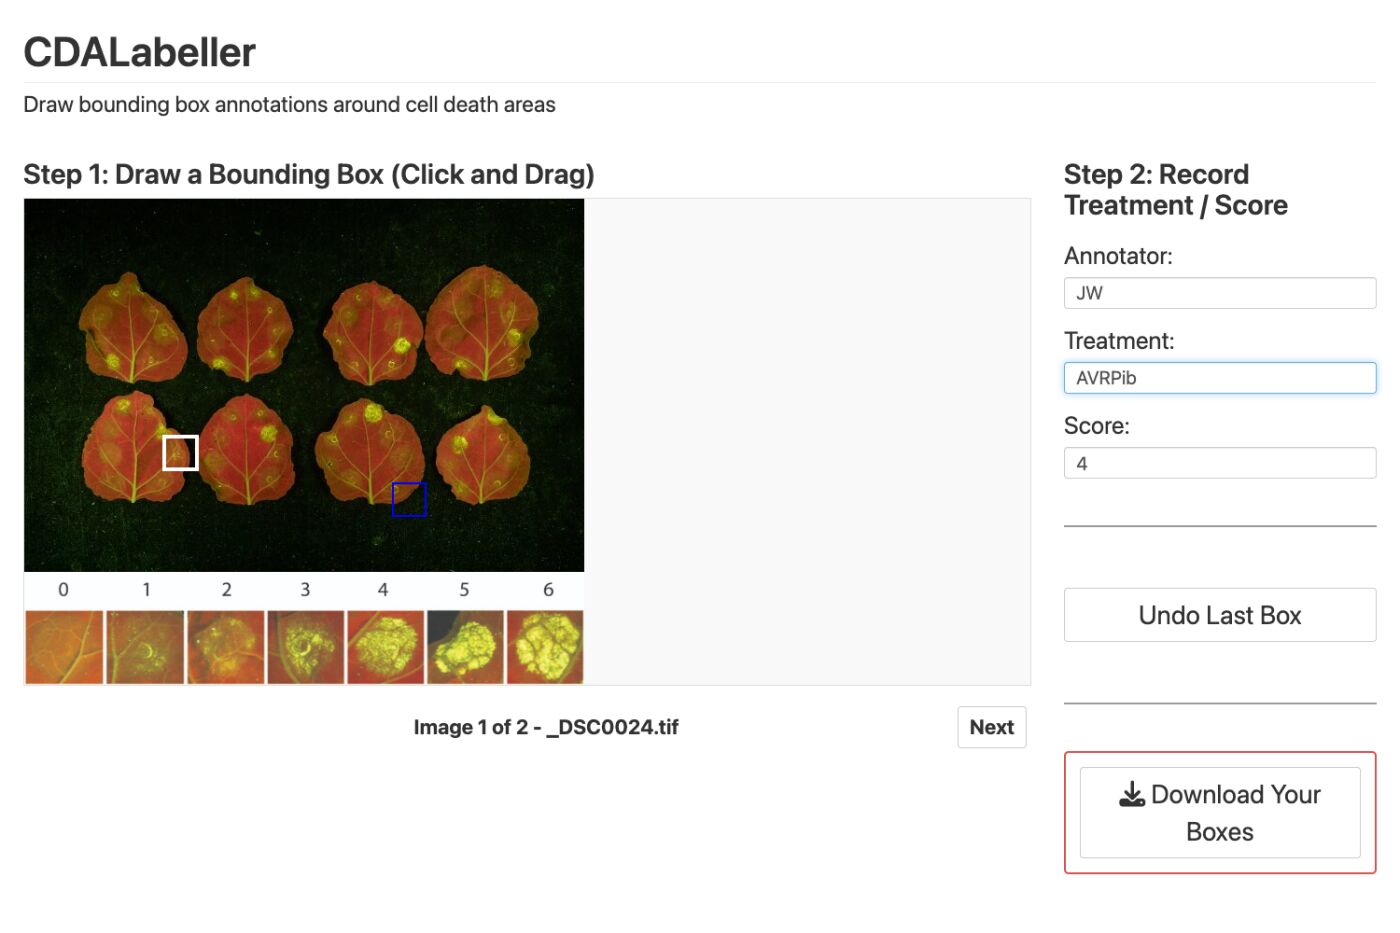 CDALabeller
Draw bounding box annotations around cell death areas
Step 1: Draw a Bounding Box (Click and Drag)
0 1 2 3 4 5 6
Image 1 of 2 - _DSC0024.tif
Next
Step 2: Record
Treatment / Score
Annotator:
JW
Treatment:
AVRPib
Score:
4
Undo Last Box
Download Your
Boxes